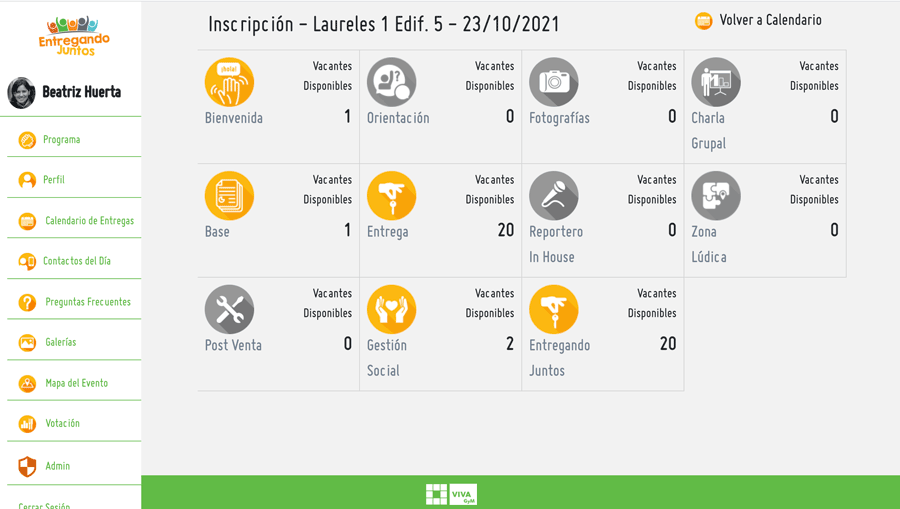 Entregando
Juntos
Beatriz Huerta
Programa
Perfil
Calendario de Entregas
Contactos del Día
Preguntas Frecuentes
Galerías
Mapa del Evento
Votación
Admin
Cerrar Sesión
Inscripción - Laureles 1 Edif. 5 - 23/10/2021
Volver a Calendario
¡Hola!
Vacantes
Disponibles
Bienvenida 1
Vacantes
Disponibles
Orientación 0
Vacantes
Disponibles
Fotografías 0
Vacantes
Disponibles
Charla 0
Grupal
Vacantes
Disponibles
Base 1
Vacantes
Disponibles
Entrega 20
Vacantes
Disponibles
Reportero 0
In House
Vacantes
Disponibles
Zona 0
Lúdica
Vacantes
Disponibles
Post Venta 0
Vacantes
Disponibles
Gestión 2
Social
Vacantes
Disponibles
Entregando 20
Juntos
VIVA
GyM